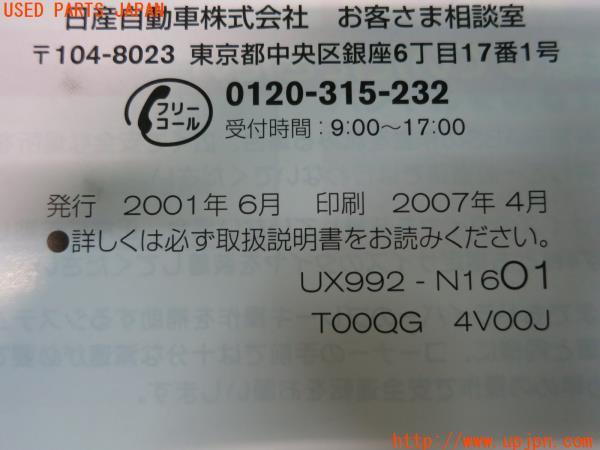 USED PARTS JAPAN
日産自動車株式会社 お客さま相談室
〒104-8023 東京都中央区銀座6丁目17番1号
フリーコール 0120-315-232
受付時間:9:00〜17:00
発行 2001年 6月 印刷 2007年 4月
●詳しくは必ず取扱説明書をお読みください。
UX992 - N1601
T00QG 4V00J
http://www.upjpn.com/